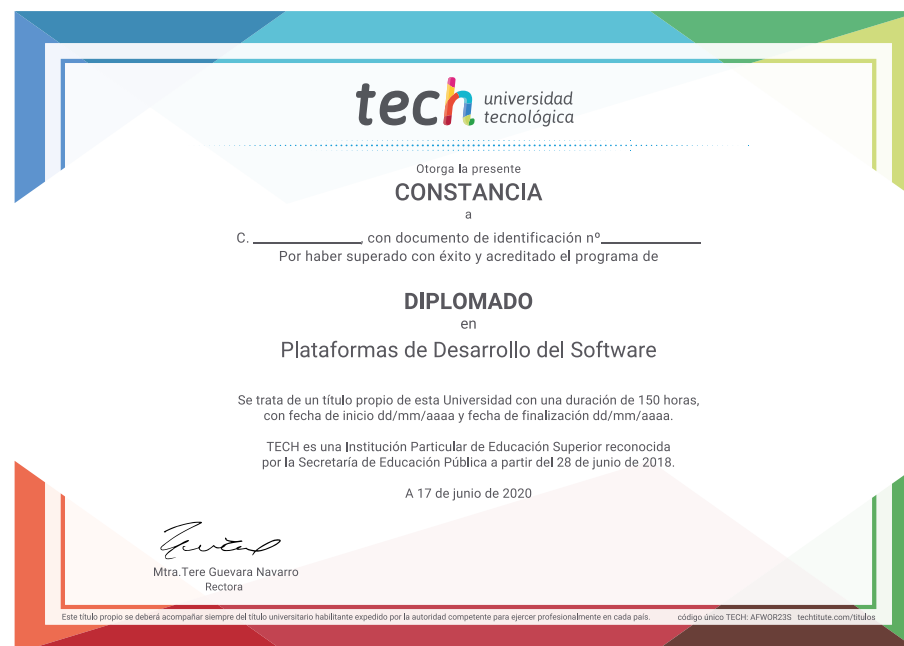 tech universidad
tecnológica
Otorga la presente
CONSTANCIA
a
C. ____________, con documento de identificación nº____________
Por haber superado con éxito y acreditado el programa de
DIPLOMADO
en
Plataformas de Desarrollo del Software
Se trata de un título propio de esta Universidad con una duración de 150 horas,
con fecha de inicio dd/mm/aaaa y fecha de finalización dd/mm/aaaa.
TECH es una Institución Particular de Educación Superior reconocida
por la Secretaría de Educación Pública a partir del 28 de junio de 2018.
A 17 de junio de 2020
Mtra.Tere Guevara Navarro
Rectora
Este título propio se deberá acompañar siempre del título universitario habilitante expedido por la autoridad competente para ejercer profesionalmente en cada país. código único TECH: AFWOR23S techtitute.com/titulos